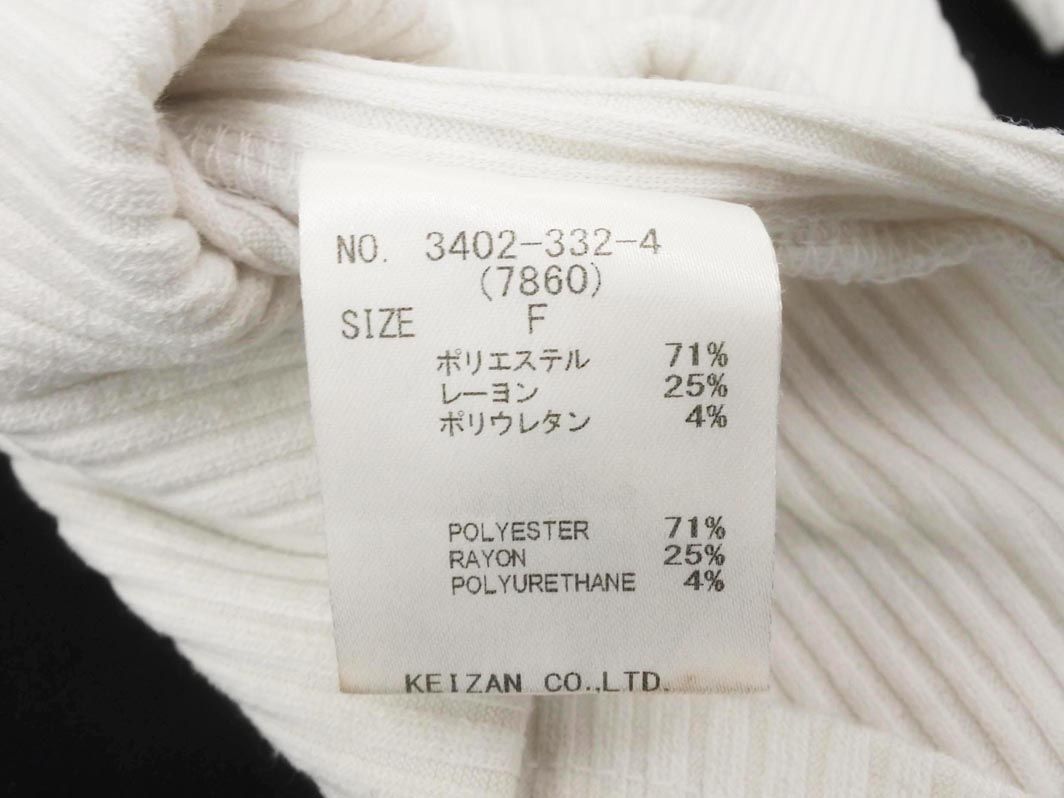 NO. 3402-332-4
(7860)
SIZE F
ポリエステル 71%
レーヨン 25%
ポリウレタン 4%
POLYESTER 71%
RAYON 25%
POLYURETHANE 4%
KEIZAN CO.,LTD.